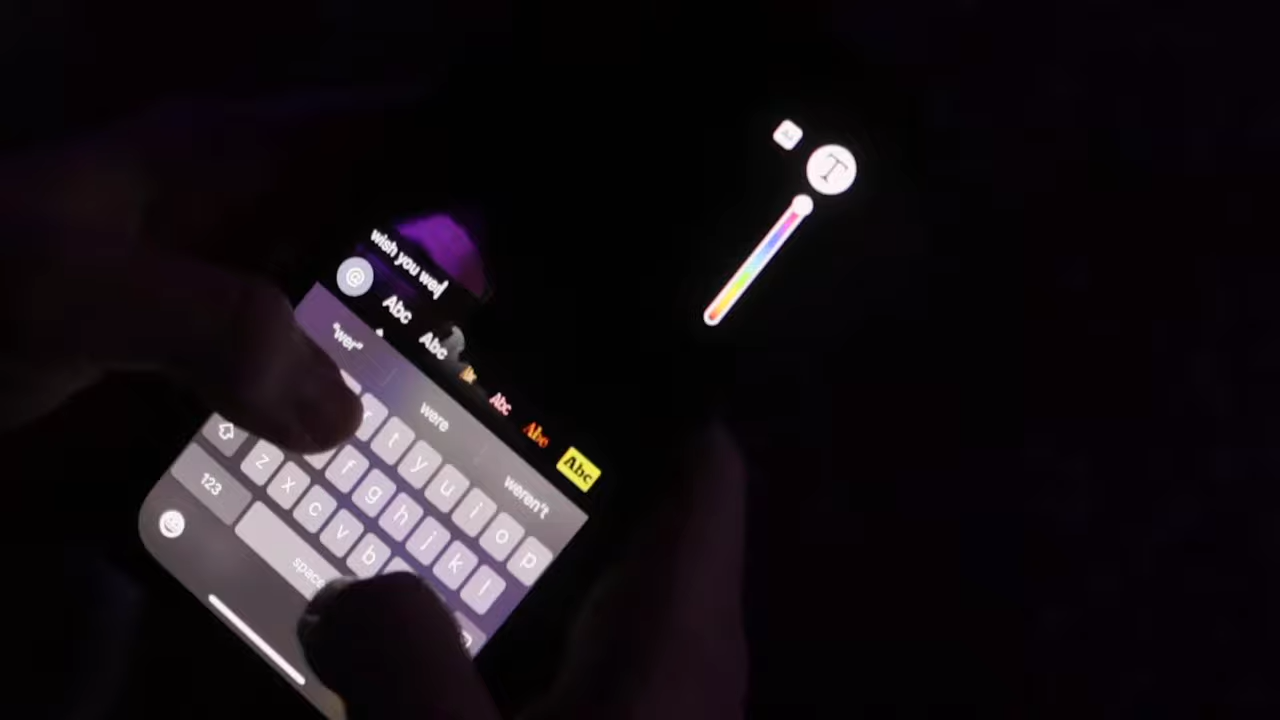 T
wish you wer
@
Abc
Abc
Abc
Abc
Abc
"wer"
were
weren't
r t y u i o p
f g h j k l
z x c v b
123
space